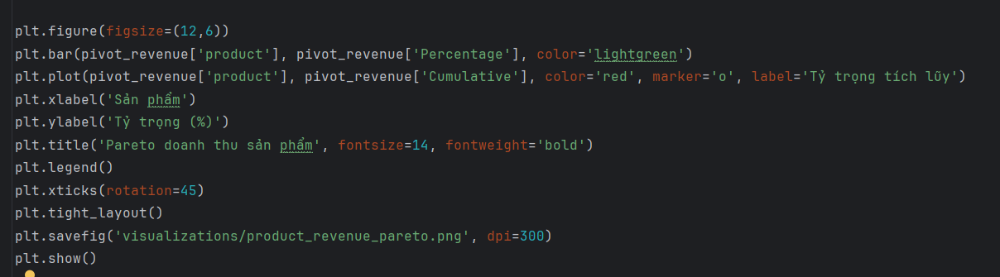 plt.figure(figsize=(12,6))
plt.bar(pivot_revenue['product'], pivot_revenue['Percentage'], color='lightgreen')
plt.plot(pivot_revenue['product'], pivot_revenue['Cumulative'], color='red', marker='o', label='Tỷ trọng tích lũy')
plt.xlabel('Sản phẩm')
plt.ylabel('Tỷ trọng (%)')
plt.title('Pareto doanh thu sản phẩm', fontsize=14, fontweight='bold')
plt.legend()
plt.xticks(rotation=45)
plt.tight_layout()
plt.savefig('visualizations/product_revenue_pareto.png', dpi=300)
plt.show()